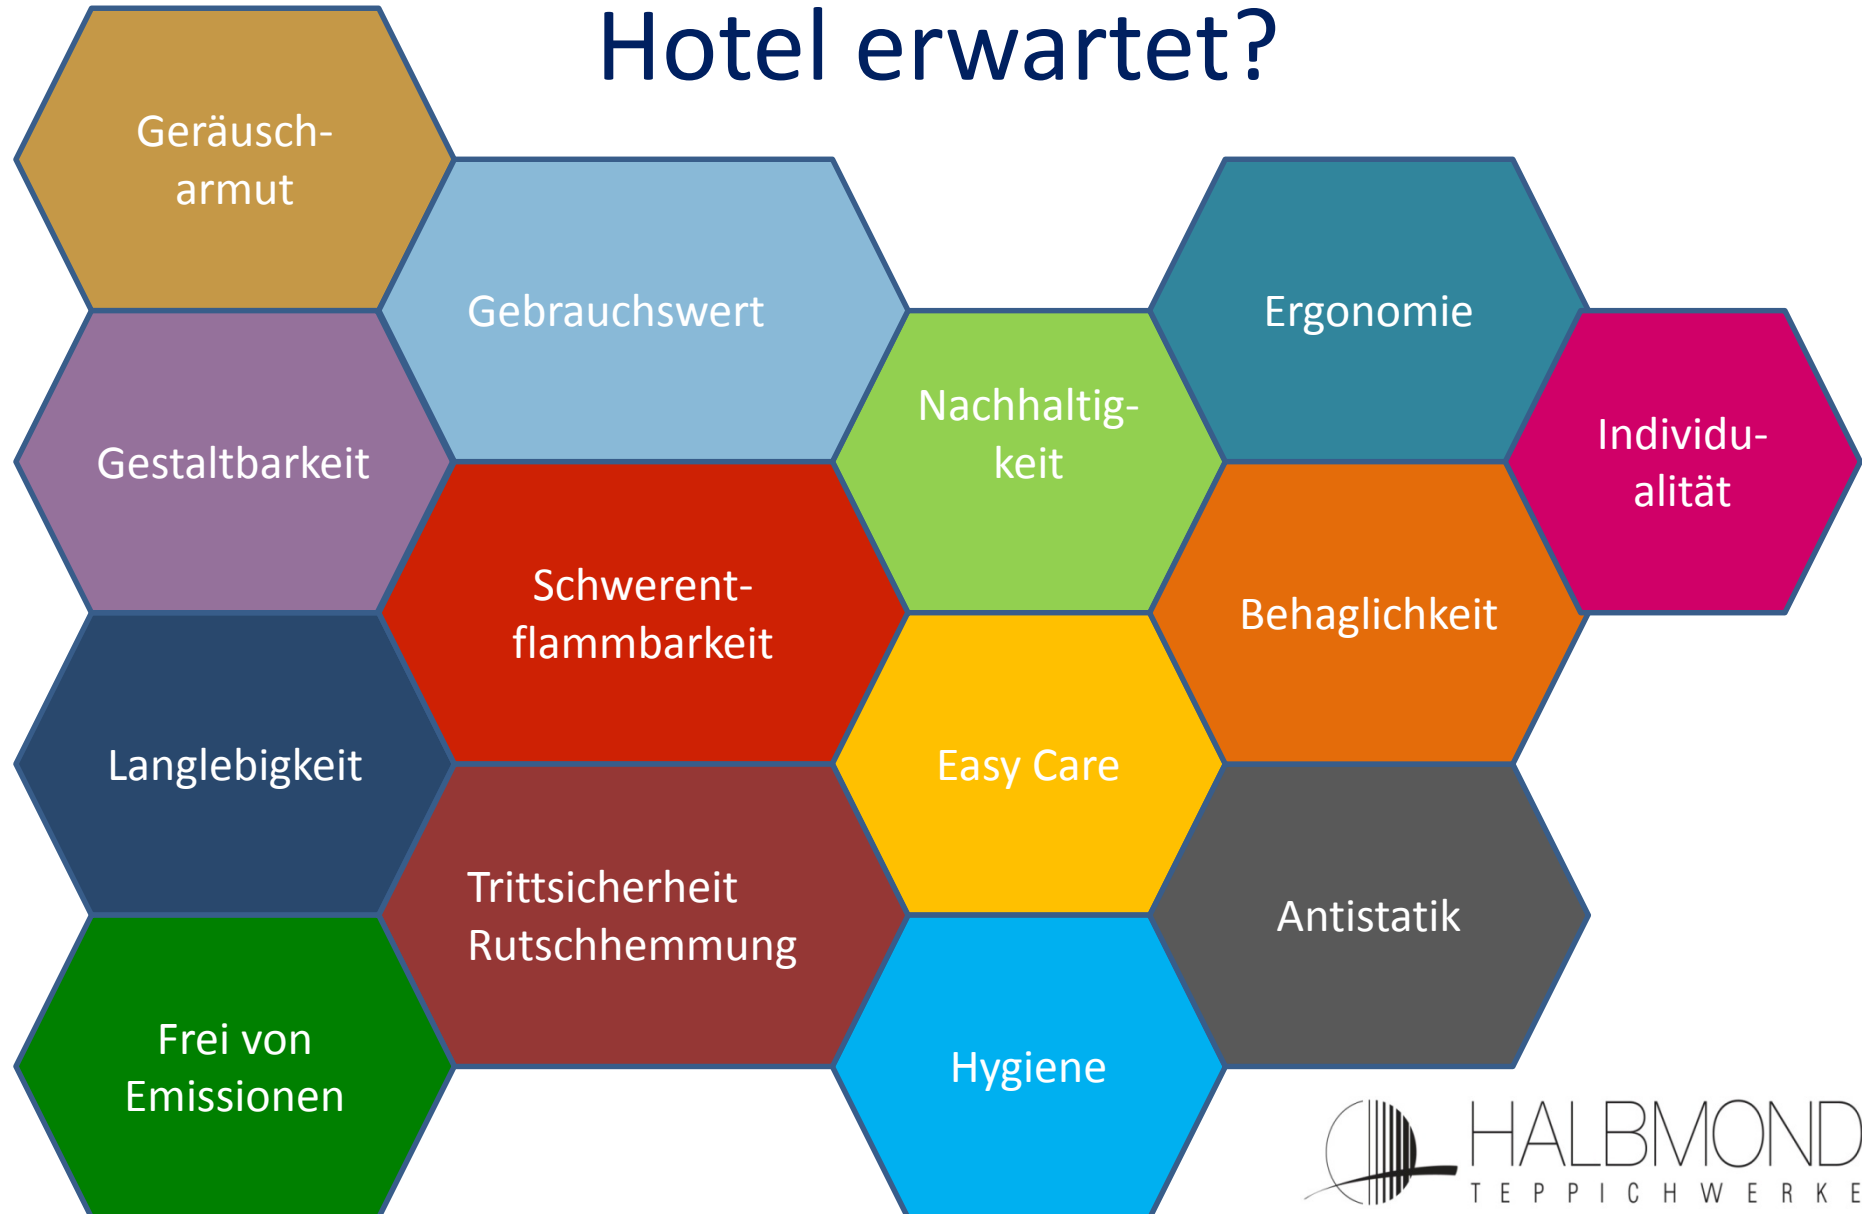 Hotel erwartet?
Geräusch-
armut
Gebrauchswert
Ergonomie
Nachhaltig-
keit
Individu-
alität
Gestaltbarkeit
Schwerent-
flammbarkeit
Behaglichkeit
Langlebigkeit
Easy Care
Trittsicherheit
Rutschhemmung
Antistatik
Frei von
Emissionen
Hygiene
HALBMOND
TEPPICHWERKE